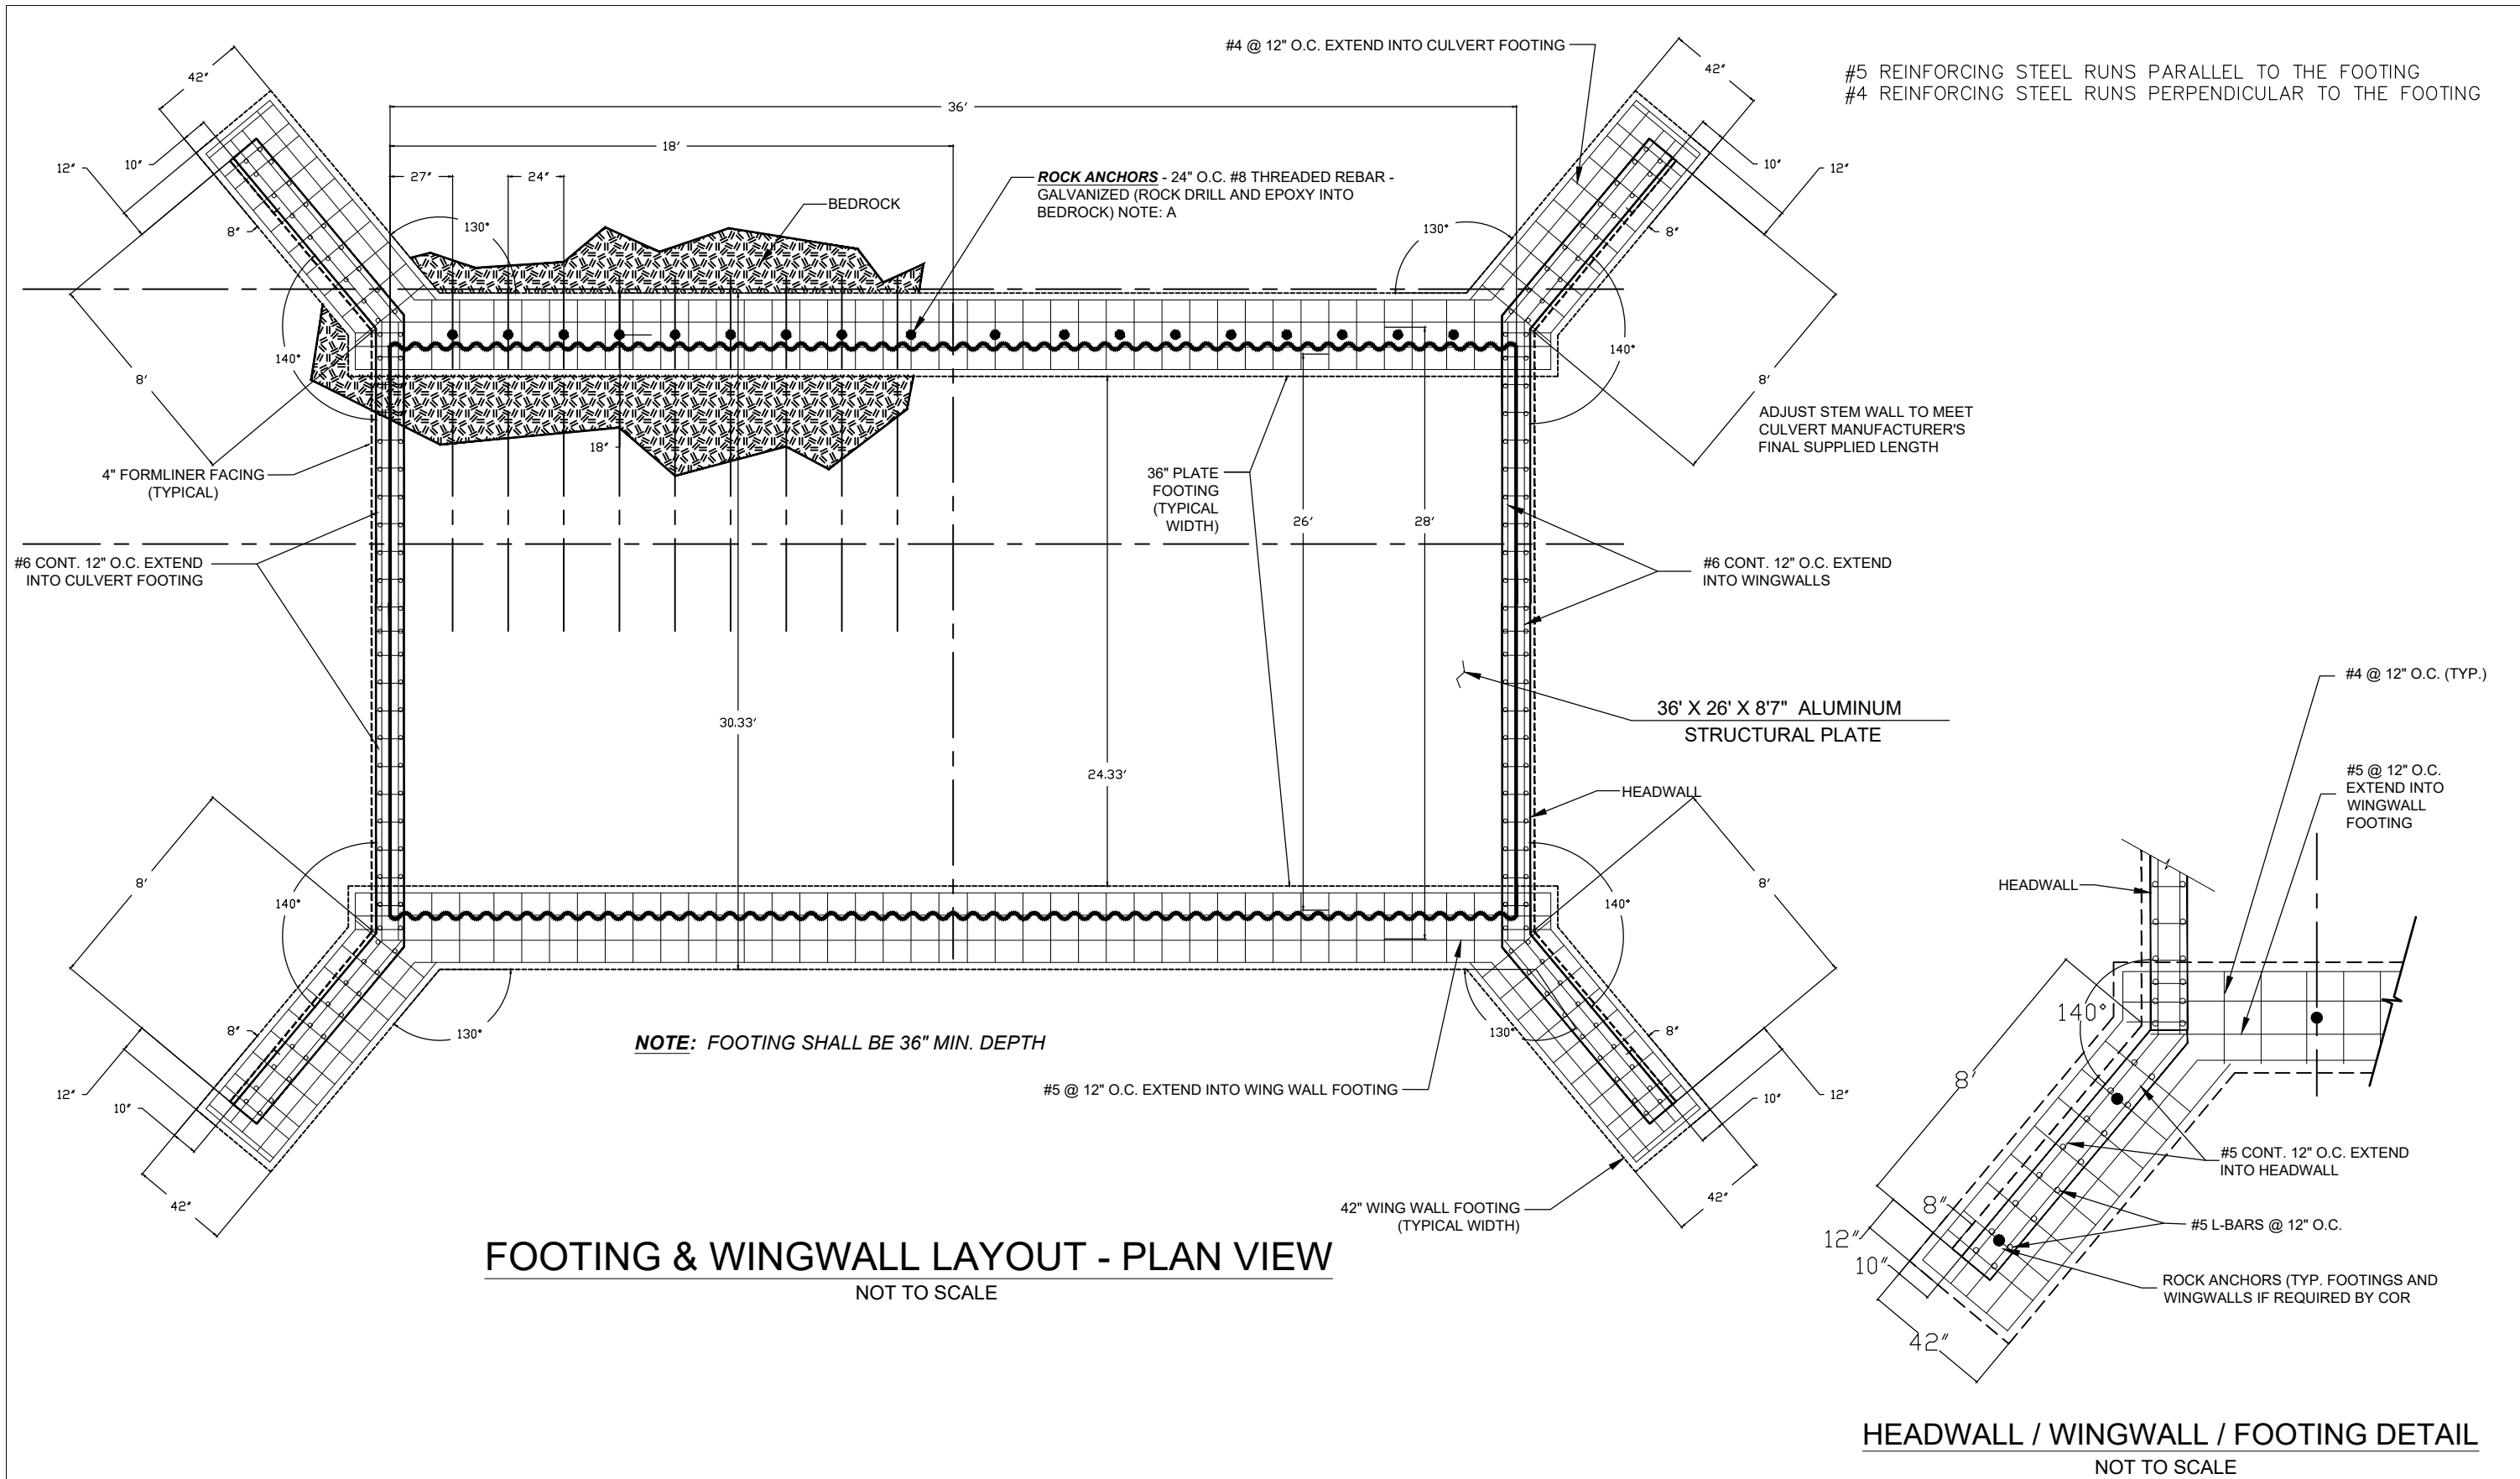 #4 @ 12" O.C. EXTEND INTO CULVERT FOOTING
#5 REINFORCING STEEL RUNS PARALLEL TO THE FOOTING
#4 REINFORCING STEEL RUNS PERPENDICULAR TO THE FOOTING
42"
42"
36'
18'
27"
24"
10"
12"
8"
130°
BEDROCK
ROCK ANCHORS - 24" O.C. #8 THREADED REBAR -
GALVANIZED (ROCK DRILL AND EPOXY INTO
BEDROCK) NOTE: A
130°
10"
12"
8"
140°
8'
140°
8'
ADJUST STEM WALL TO MEET
CULVERT MANUFACTURER'S
FINAL SUPPLIED LENGTH
4" FORMLINER FACING
(TYPICAL)
18"
36" PLATE
FOOTING
(TYPICAL
WIDTH)
26'
28'
#6 CONT. 12" O.C. EXTEND
INTO CULVERT FOOTING
#6 CONT. 12" O.C. EXTEND
INTO WINGWALLS
30.33'
24.33'
36' X 26' X 8'7" ALUMINUM
STRUCTURAL PLATE
HEADWALL
8'
140°
8"
12"
10"
42"
130°
140°
8'
130°
8"
12"
10"
42"
NOTE: FOOTING SHALL BE 36" MIN. DEPTH
#5 @ 12" O.C. EXTEND INTO WING WALL FOOTING
42" WING WALL FOOTING
(TYPICAL WIDTH)
FOOTING & WINGWALL LAYOUT - PLAN VIEW
NOT TO SCALE
#4 @ 12" O.C. (TYP.)
#5 @ 12" O.C.
EXTEND INTO
WINGWALL
FOOTING
HEADWALL
140°
8'
8"
12"
10"
42"
#5 CONT. 12" O.C. EXTEND
INTO HEADWALL
#5 L-BARS @ 12" O.C.
ROCK ANCHORS (TYP. FOOTINGS AND
WINGWALLS IF REQUIRED BY COR
HEADWALL / WINGWALL / FOOTING DETAIL
NOT TO SCALE